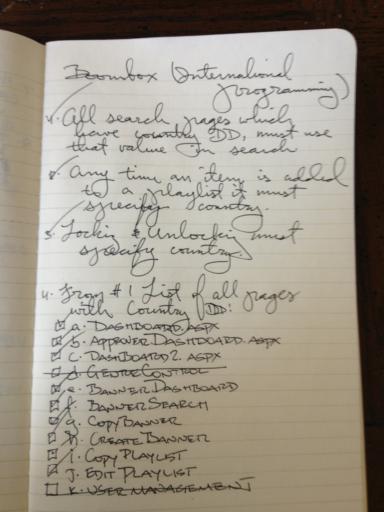 Boombox (International
programming)
1. All search pages which
have country DD, must use
that value in search
2. Any time an item is added
to a playlist it must
specify country.
3. Locking & Unlocking must
specify country.
4. From #1 List of all pages
with Country DD:
a. DASHBOARD.ASPX
b. APPROVERDASHBOARD.ASPX
c. DASHBOARD2.ASPX
d. GENRECONTROL
e. BANNERDASHBOARD
f. BANNERSEARCH
g. COPYBANNER
h. CREATEBANNER
i. COPYPLAYLIST
j. EDIT PLAYLIST
k. USER MANAGEMENT